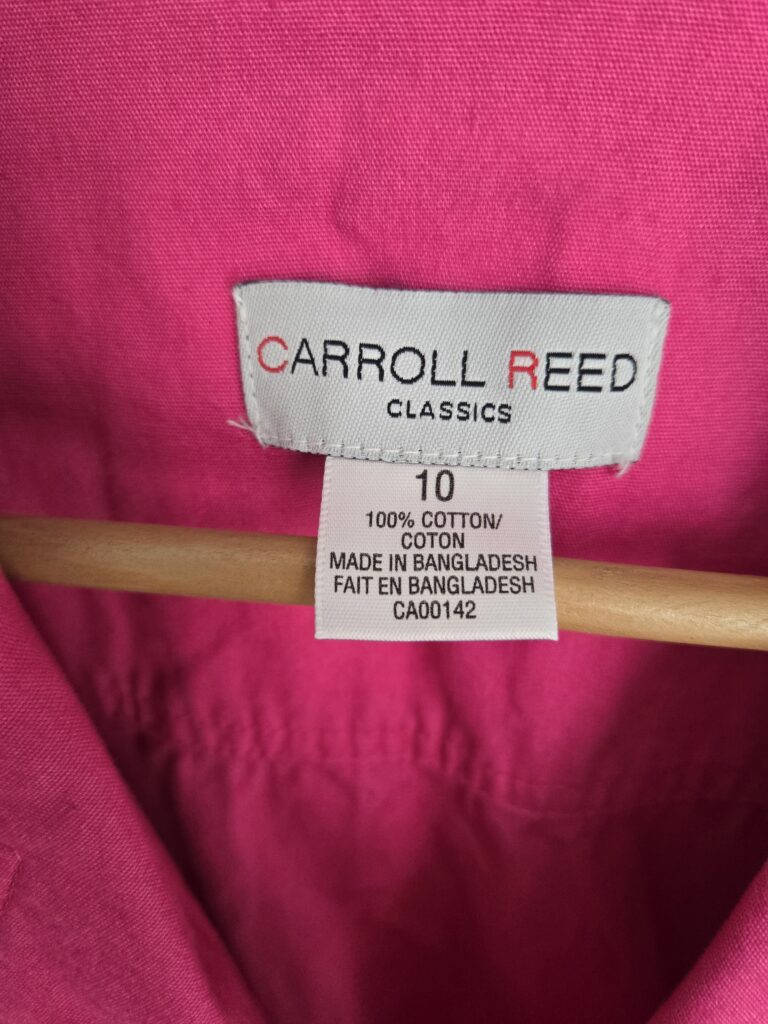 CARROLL REED
CLASSICS
10
100% COTTON/
COTON
MADE IN BANGLADESH
FAIT EN BANGLADESH
CA00142